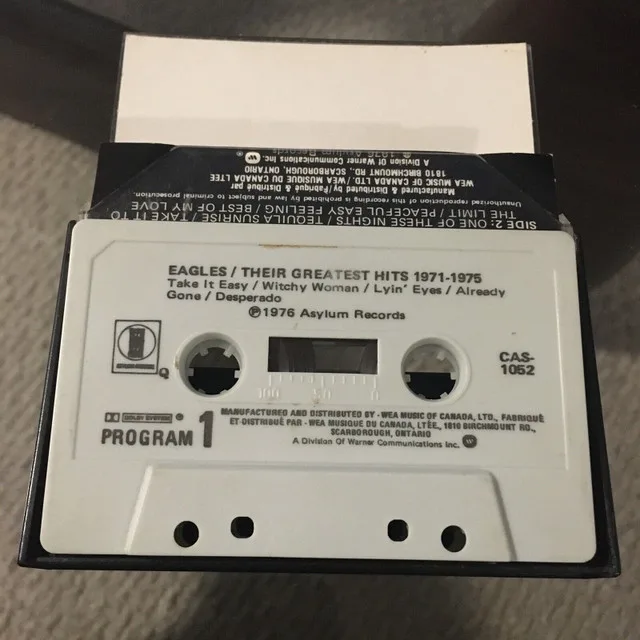 ℗ 1976 Asylum Records
A Division of Warner Communications Inc.
1810 BIRCHMOUNT RD., SCARBOROUGH, ONTARIO
WEA MUSIC OF CANADA LTD./WEA MUSIQUE DU CANADA LTEE
Manufactured & Distributed by/Fabriqué & Distribué par
Unauthorized reproduction of this recording is prohibited by law and subject to criminal prosecution.
SIDE 2: ONE OF THESE NIGHTS / TEQUILA SUNRISE / TAKE IT TO
THE LIMIT / PEACEFUL EASY FEELING / BEST OF MY LOVE
EAGLES / THEIR GREATEST HITS 1971-1975
Take It Easy / Witchy Woman / Lyin' Eyes / Already
Gone / Desperado
℗ 1976 Asylum Records
Q
CAS-
1052
100 50 0
DOLBY SYSTEM ®
PROGRAM 1
MANUFACTURED AND DISTRIBUTED BY - WEA MUSIC OF CANADA, LTD., FABRIQUÉ
ET-DISTRIBUÉ PAR - WEA MUSIQUE DU CANADA, LTÉE., 1810 BIRCHMOUNT RD.,
SCARBOROUGH, ONTARIO
A Division Of Warner Communications Inc.